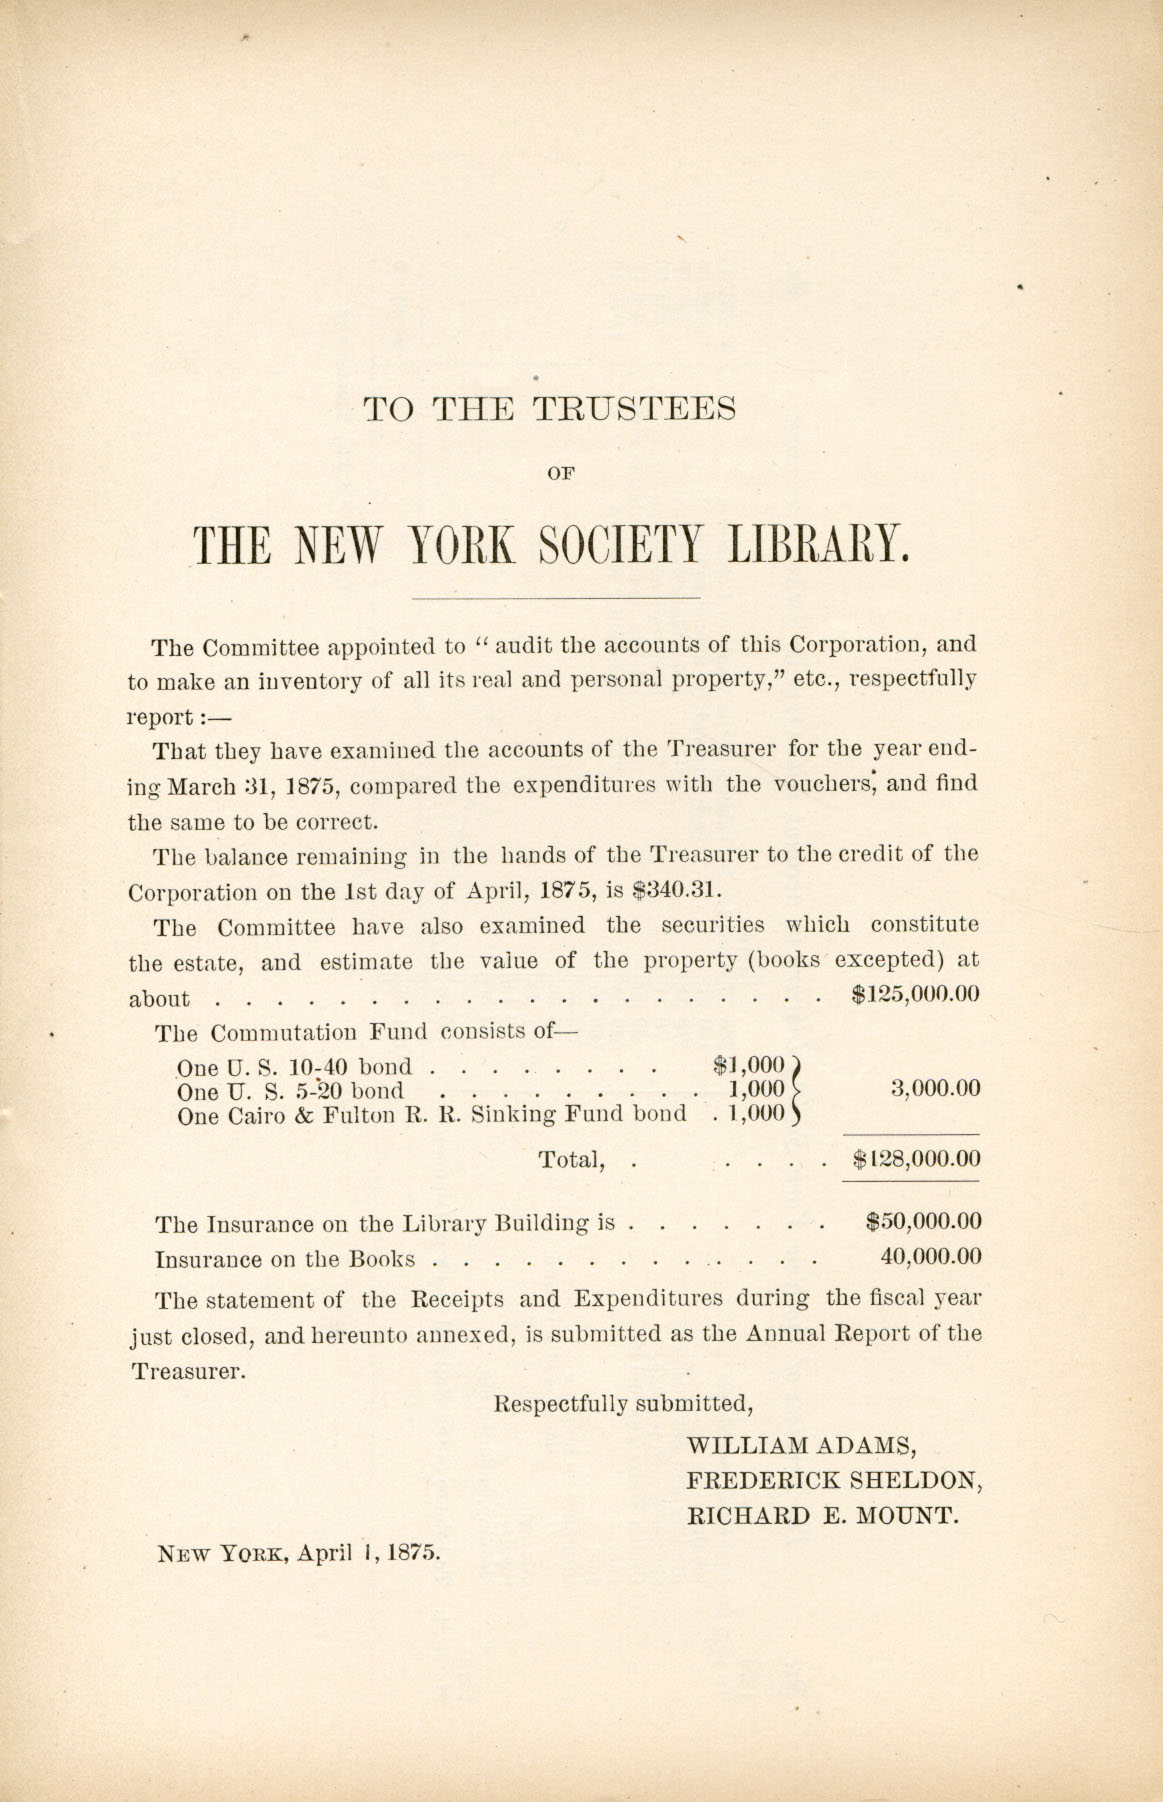 TO THE TRUSTEES
OF
THE NEW YORK SOCIETY LIBRARY.
The Committee appointed to " audit the accounts of this Corporation, and
to make an inventory of all its real and personal property," etc., respectfully
report :—
That they have examined the accounts of the Treasurer for the year end-
ing March 31, 1875, compared the expenditures with the vouchers, and find
the same to be correct.
The balance remaining in the hands of the Treasurer to the credit of the
Corporation on the 1st day of April, 1875, is $340.31.
The Committee have also examined the securities which constitute
the estate, and estimate the value of the property (books excepted) at
about . . . . . . . . . . . . . . . . . . . . $125,000.00
The Commutation Fund consists of—
One U. S. 10-40 bond . . . . . . . . $1,000
One U. S. 5-20 bond . . . . . . . . . 1,000 } 3,000.00
One Cairo & Fulton R. R. Sinking Fund bond . 1,000
Total, . . . . . $128,000.00
The Insurance on the Library Building is . . . . . . . $50,000.00
Insurance on the Books . . . . . . . . . . . . . 40,000.00
The statement of the Receipts and Expenditures during the fiscal year
just closed, and hereunto annexed, is submitted as the Annual Report of the
Treasurer.
Respectfully submitted,
WILLIAM ADAMS,
FREDERICK SHELDON,
RICHARD E. MOUNT.
NEW YORK, April 1, 1875.